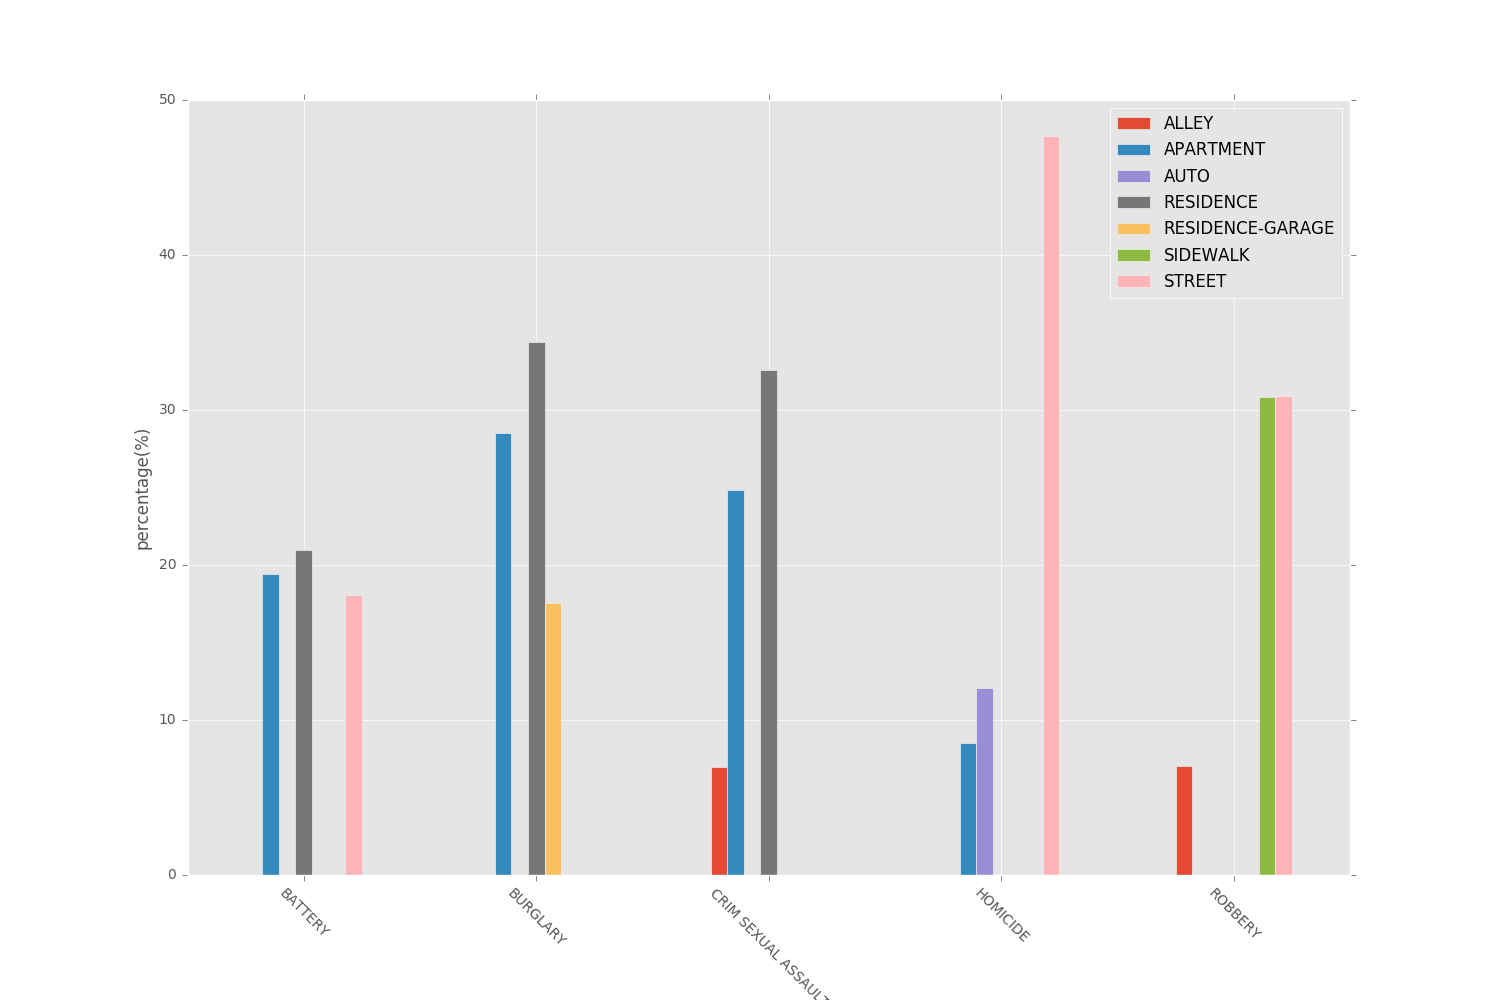 50
40
30
20
10
0
percentage(%)
ALLEY
APARTMENT
AUTO
RESIDENCE
RESIDENCE-GARAGE
SIDEWALK
STREET
BATTERY
BURGLARY
CRIM SEXUAL ASSAULT
HOMICIDE
ROBBERY